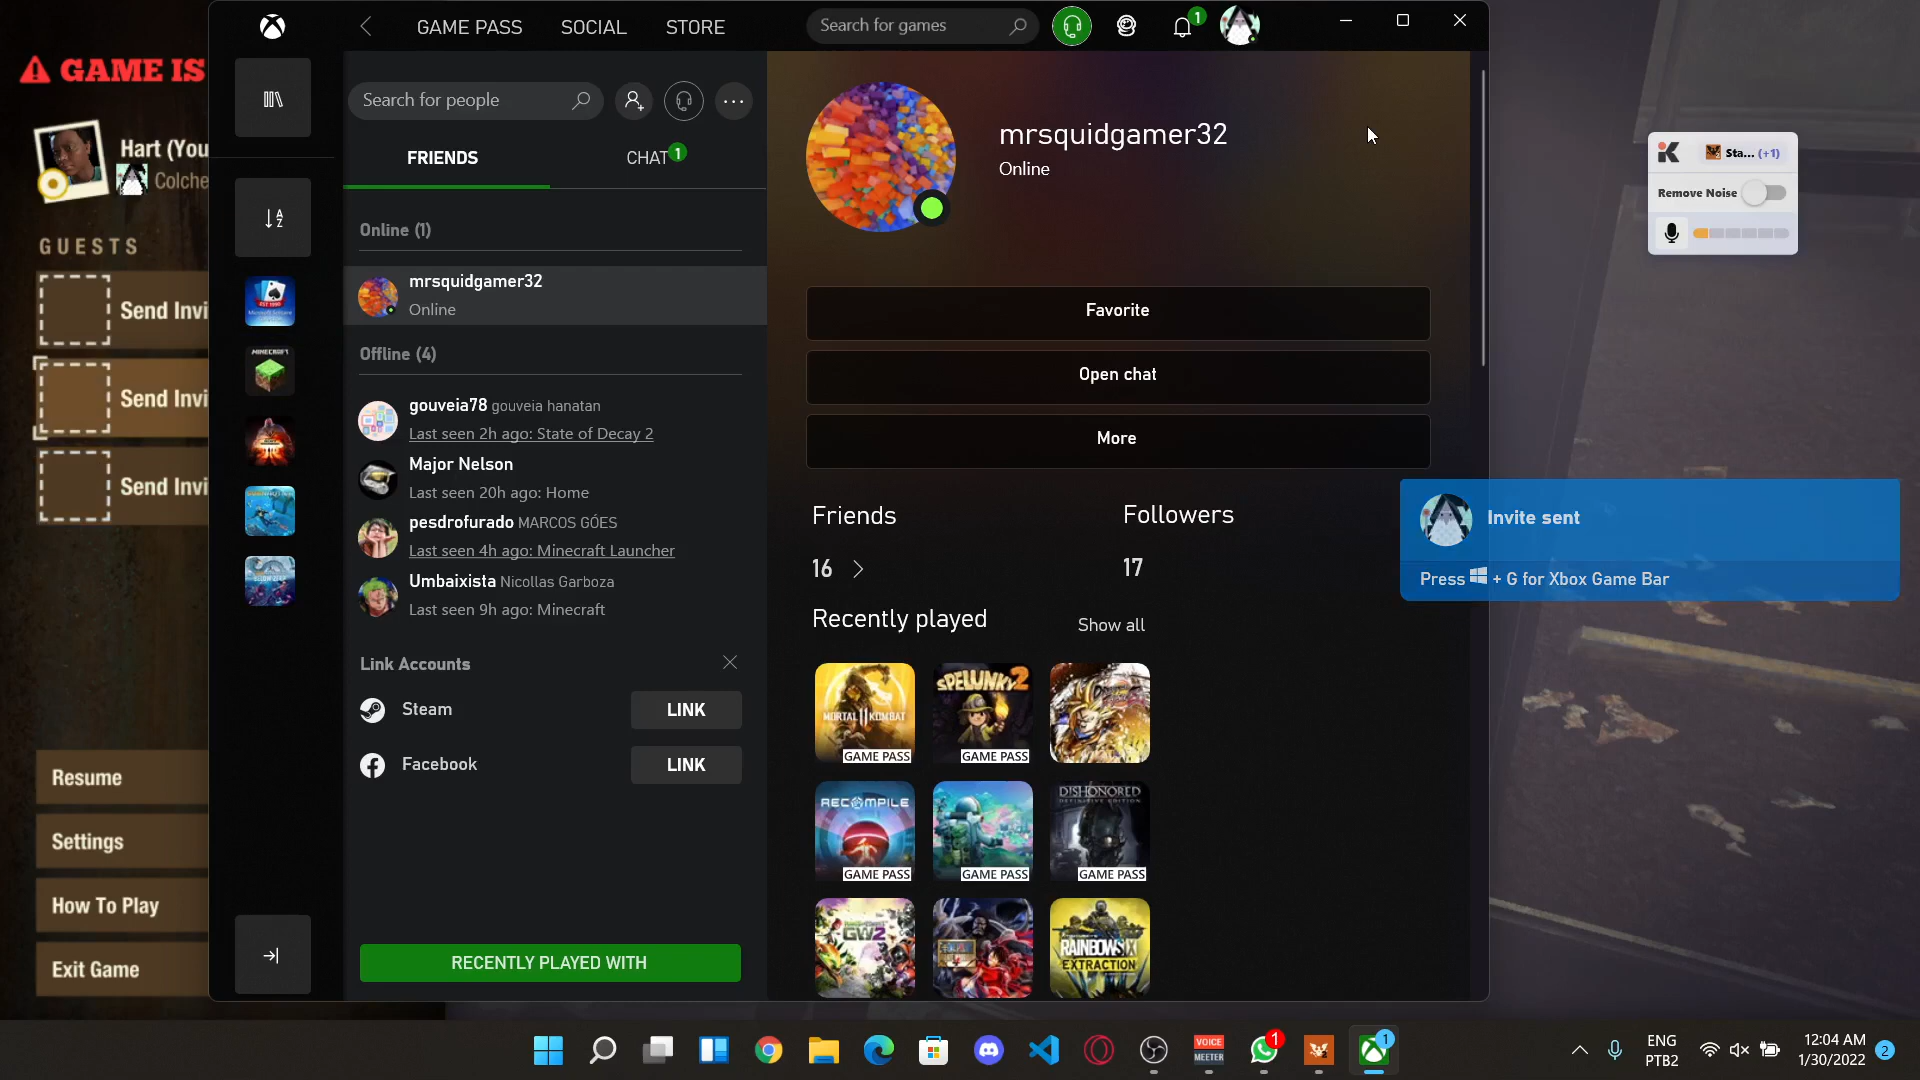 GAME IS
Hart (You
Colche
GUESTS
Send Invi
Send Invi
Send Invi
Resume
Settings
How To Play
Exit Game
GAME PASS SOCIAL STORE
Search for games
1
Search for people
FRIENDS CHAT 1
Online (1)
mrsquidgamer32
Online
Offline (4)
gouveia78 gouveia hanatan
Last seen 2h ago: State of Decay 2
Major Nelson
Last seen 20h ago: Home
pesdrofurado MARCOS GÓES
Last seen 4h ago: Minecraft Launcher
Umbaixista Nicollas Garboza
Last seen 9h ago: Minecraft
Link Accounts
Steam LINK
Facebook LINK
RECENTLY PLAYED WITH
A
Z
MINECRAFT
mrsquidgamer32
Online
Favorite
Open chat
More
Friends Followers
16 17
Recently played Show all
MORTAL KOMBAT
GAME PASS
SPELUNKY 2
GAME PASS
RECOMPILE
GAME PASS
GAME PASS
DISHONORED
DEFINITIVE EDITION
GAME PASS
GW2
RAINBOW SIX
EXTRACTION
Sta... (+1)
Remove Noise
Invite sent
Press + G for Xbox Game Bar
VOICE
MEETER
1
1
ENG
PTB2
12:04 AM
1/30/2022
2